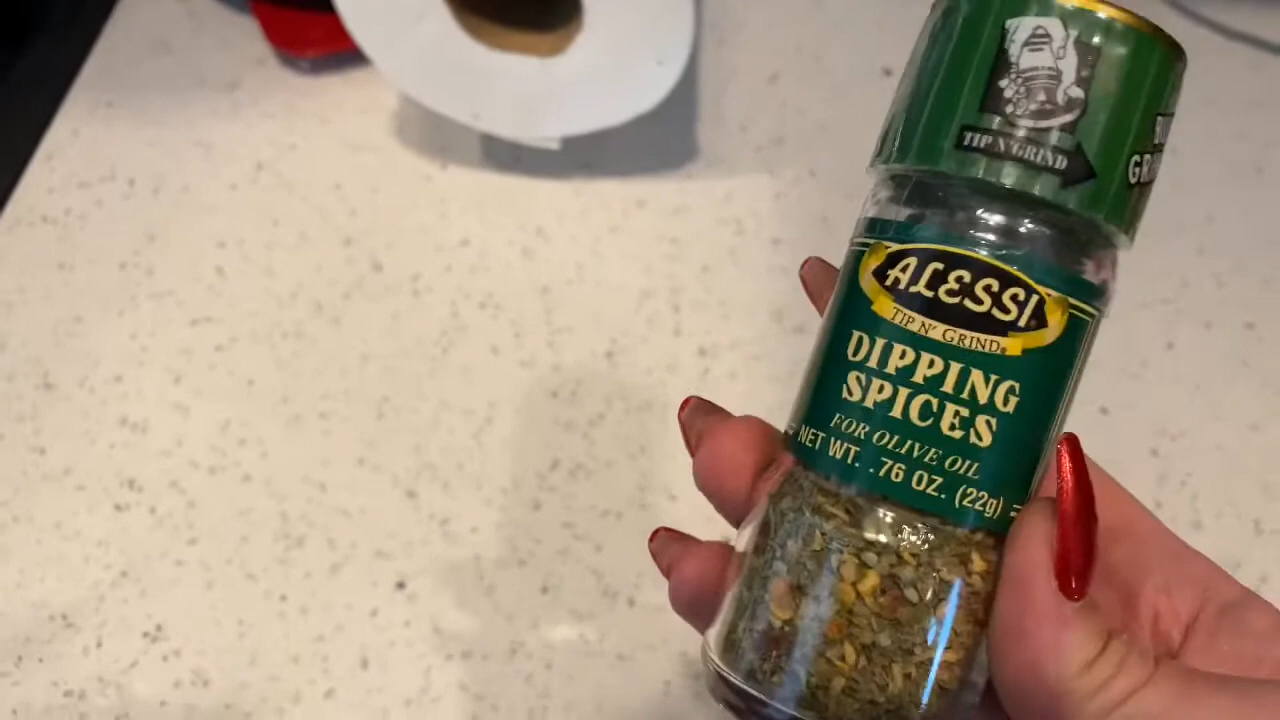 TIP N' GRIND
ALESSI
TIP N' GRIND®
DIPPING
SPICES
FOR OLIVE OIL
NET WT. .76 OZ. (22g)